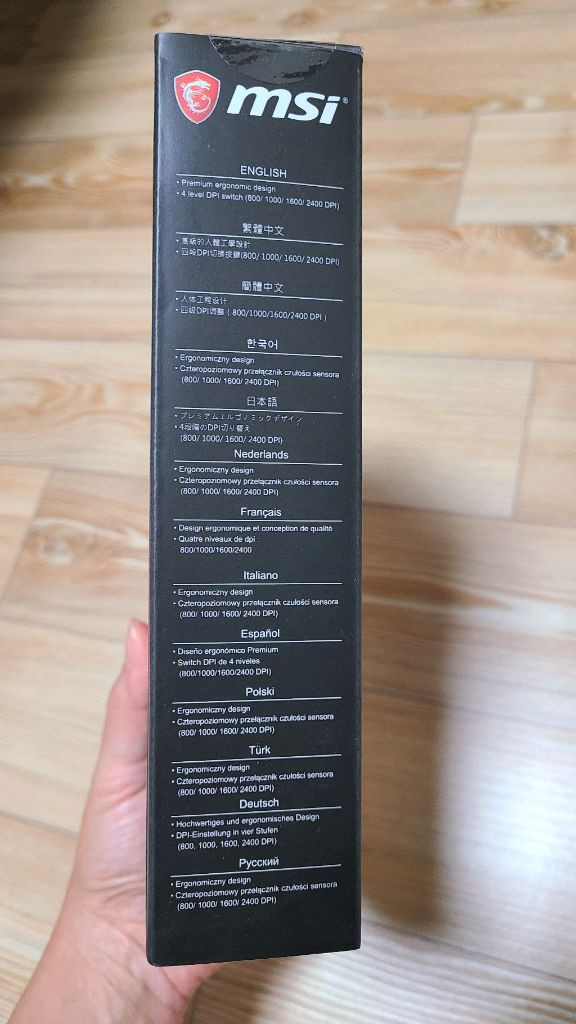 msi®
ENGLISH
• Premium ergonomic design
• 4 level DPI switch (800/ 1000/ 1600/ 2400 DPI)
繁體中文
• 高級的人體工學設計
• 四段DPI切換按鍵(800/ 1000/ 1600/ 2400 DPI)
簡體中文
• 人体工程设计
• 四级DPI调整 ( 800/1000/1600/2400 DPI )
한국어
• Ergonomiczny design
• Czteropoziomowy przełącznik czułości sensora
(800/ 1000/ 1600/ 2400 DPI)
日本語
• プレミアムエルゴノミックデザイン
• 4段階のDPI切り替え
(800/ 1000/ 1600/ 2400 DPI)
Nederlands
• Ergonomiczny design
• Czteropoziomowy przełącznik czułości sensora
(800/ 1000/ 1600/ 2400 DPI)
Français
• Design ergonomique et conception de qualité
• Quatre niveaux de dpi :
800/1000/1600/2400
Italiano
• Ergonomiczny design
• Czteropoziomowy przełącznik czułości sensora
(800/ 1000/ 1600/ 2400 DPI)
Español
• Diseño ergonómico Premium
• Switch DPI de 4 niveles
(800/1000/1600/2400 DPI)
Polski
• Ergonomiczny design
• Czteropoziomowy przełącznik czułości sensora
(800/ 1000/ 1600/ 2400 DPI)
Türk
• Ergonomiczny design
• Czteropoziomowy przełącznik czułości sensora
(800/ 1000/ 1600/ 2400 DPI)
Deutsch
• Hochwertiges und ergonomisches Design
• DPI-Einstellung in vier Stufen
(800, 1000, 1600, 2400 DPI)
Русский
• Ergonomiczny design
• Czteropoziomowy przełącznik czułości sensora
(800/ 1000/ 1600/ 2400 DPI)